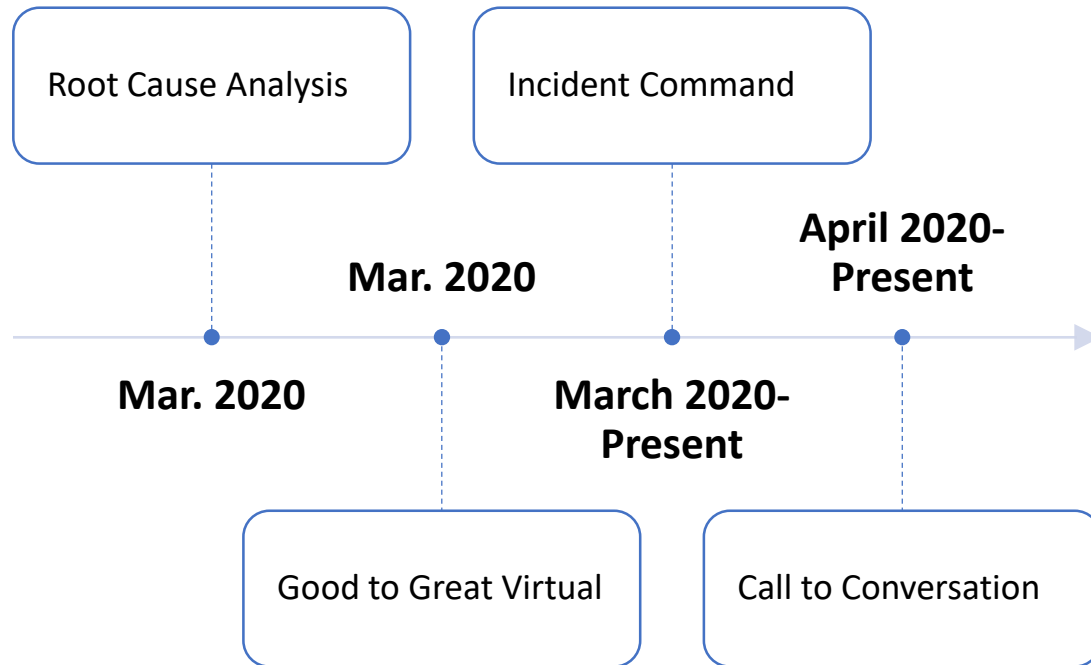 Root Cause Analysis
Incident Command
April 2020-
Present
Mar. 2020
Mar. 2020
March 2020-
Present
Good to Great Virtual
Call to Conversation